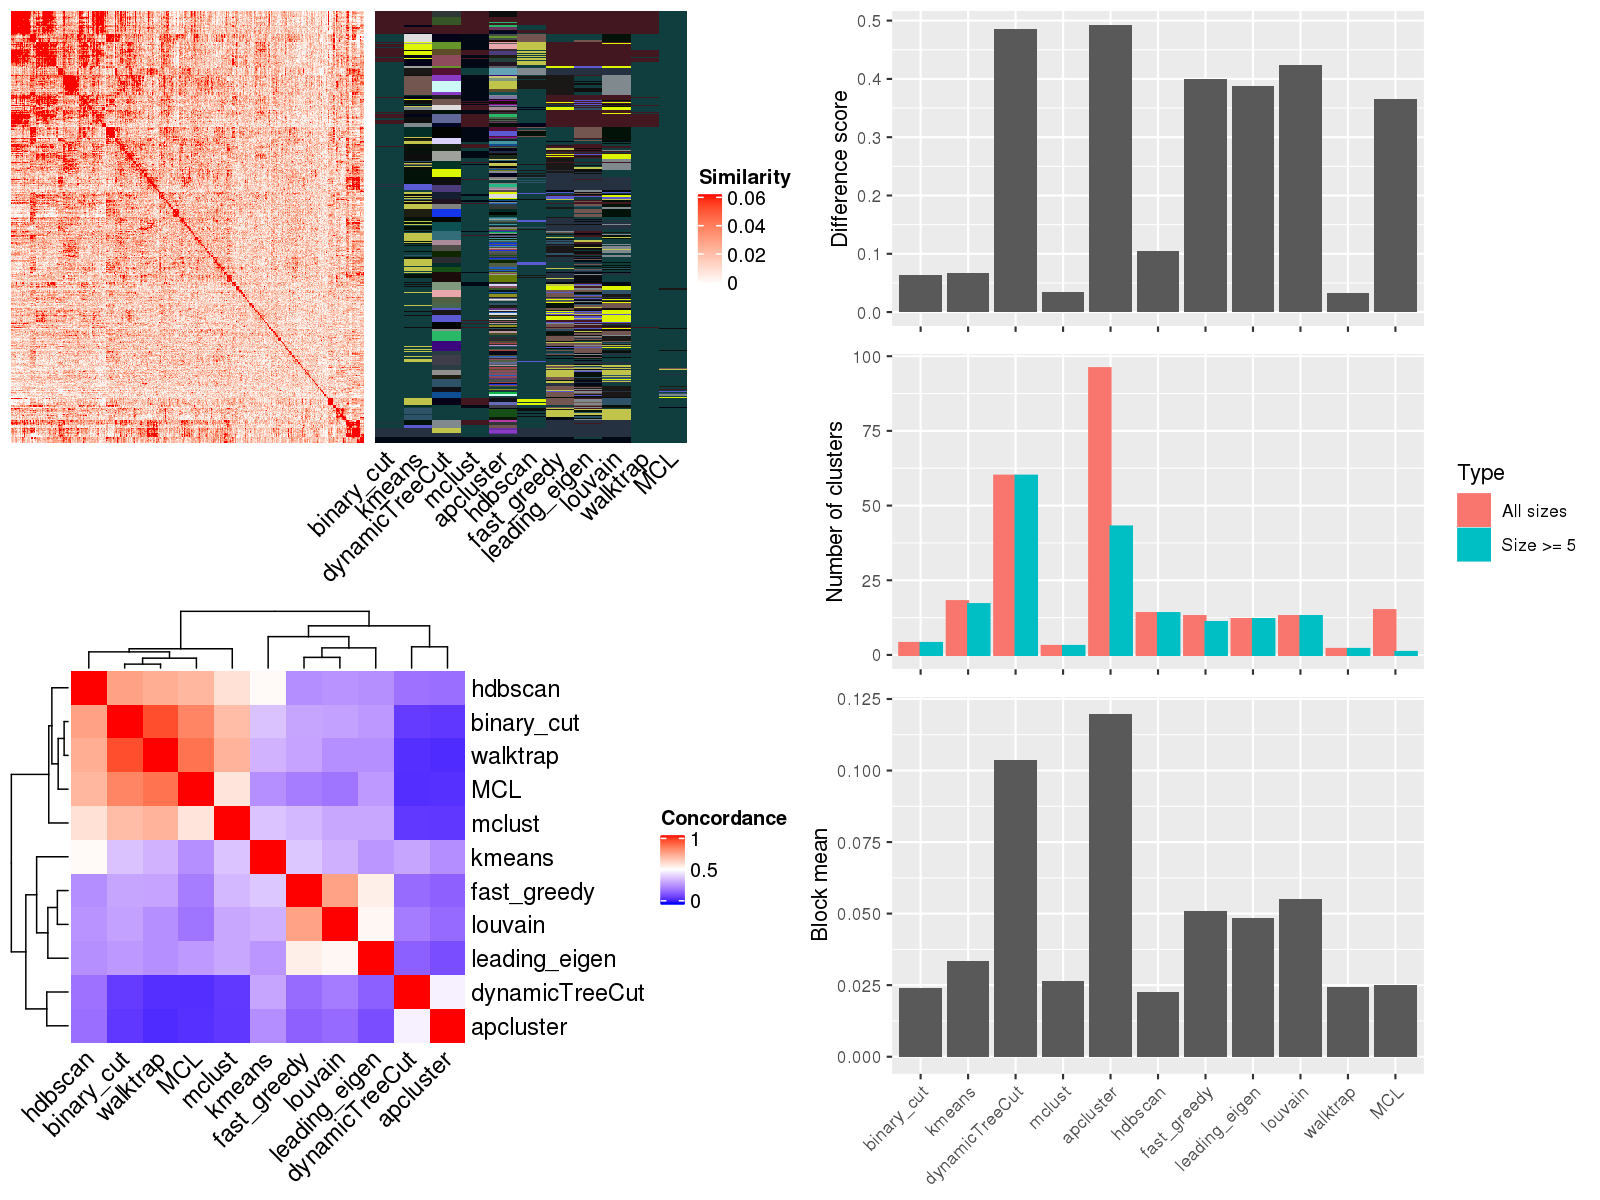 Similarity
0.06
0.04
0.02
0
binary_cut
kmeans
dynamicTreeCut
mclust
apcluster
hdbscan
fast_greedy
leading_eigen
louvain
walktrap
MCL
hdbscan
binary_cut
walktrap
MCL
mclust
kmeans
fast_greedy
louvain
leading_eigen
dynamicTreeCut
apcluster
hdbscan
binary_cut
walktrap
MCL
mclust
kmeans
fast_greedy
louvain
leading_eigen
dynamicTreeCut
apcluster
Concordance
1
0.5
0
Difference score
0.5
0.4
0.3
0.2
0.1
0.0
Number of clusters
100
75
50
25
0
Type
All sizes
Size >= 5
Block mean
0.125
0.100
0.075
0.050
0.025
0.000
binary_cut
kmeans
dynamicTreeCut
mclust
apcluster
hdbscan
fast_greedy
leading_eigen
louvain
walktrap
MCL